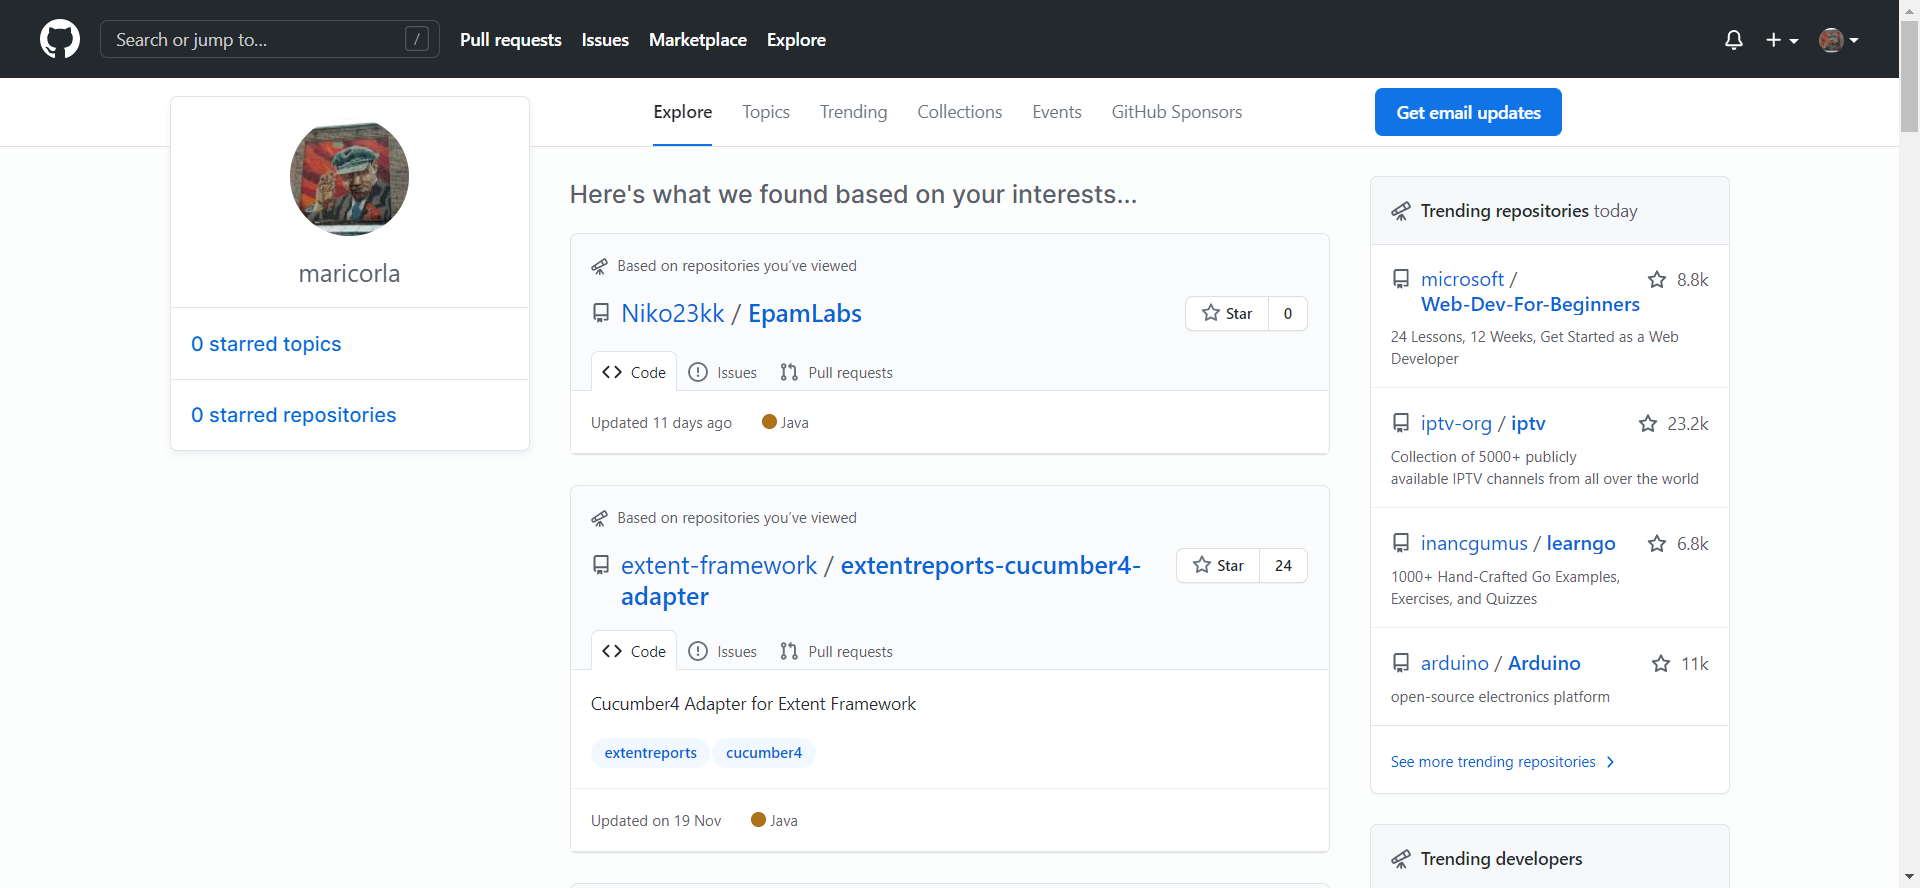 Search or jump to...
/
Pull requests
Issues
Marketplace
Explore
Explore
Topics
Trending
Collections
Events
GitHub Sponsors
Get email updates
maricorla
0 starred topics
0 starred repositories
Here's what we found based on your interests...
Based on repositories you've viewed
Niko23kk / EpamLabs
Star
0
Code
Issues
Pull requests
Updated 11 days ago
Java
Based on repositories you've viewed
extent-framework / extentreports-cucumber4-
adapter
Star
24
Code
Issues
Pull requests
Cucumber4 Adapter for Extent Framework
extentreports
cucumber4
Updated on 19 Nov
Java
Trending repositories today
microsoft /
Web-Dev-For-Beginners
8.8k
24 Lessons, 12 Weeks, Get Started as a Web
Developer
iptv-org / iptv
23.2k
Collection of 5000+ publicly
available IPTV channels from all over the world
inancgumus / learngo
6.8k
1000+ Hand-Crafted Go Examples,
Exercises, and Quizzes
arduino / Arduino
11k
open-source electronics platform
See more trending repositories
Trending developers